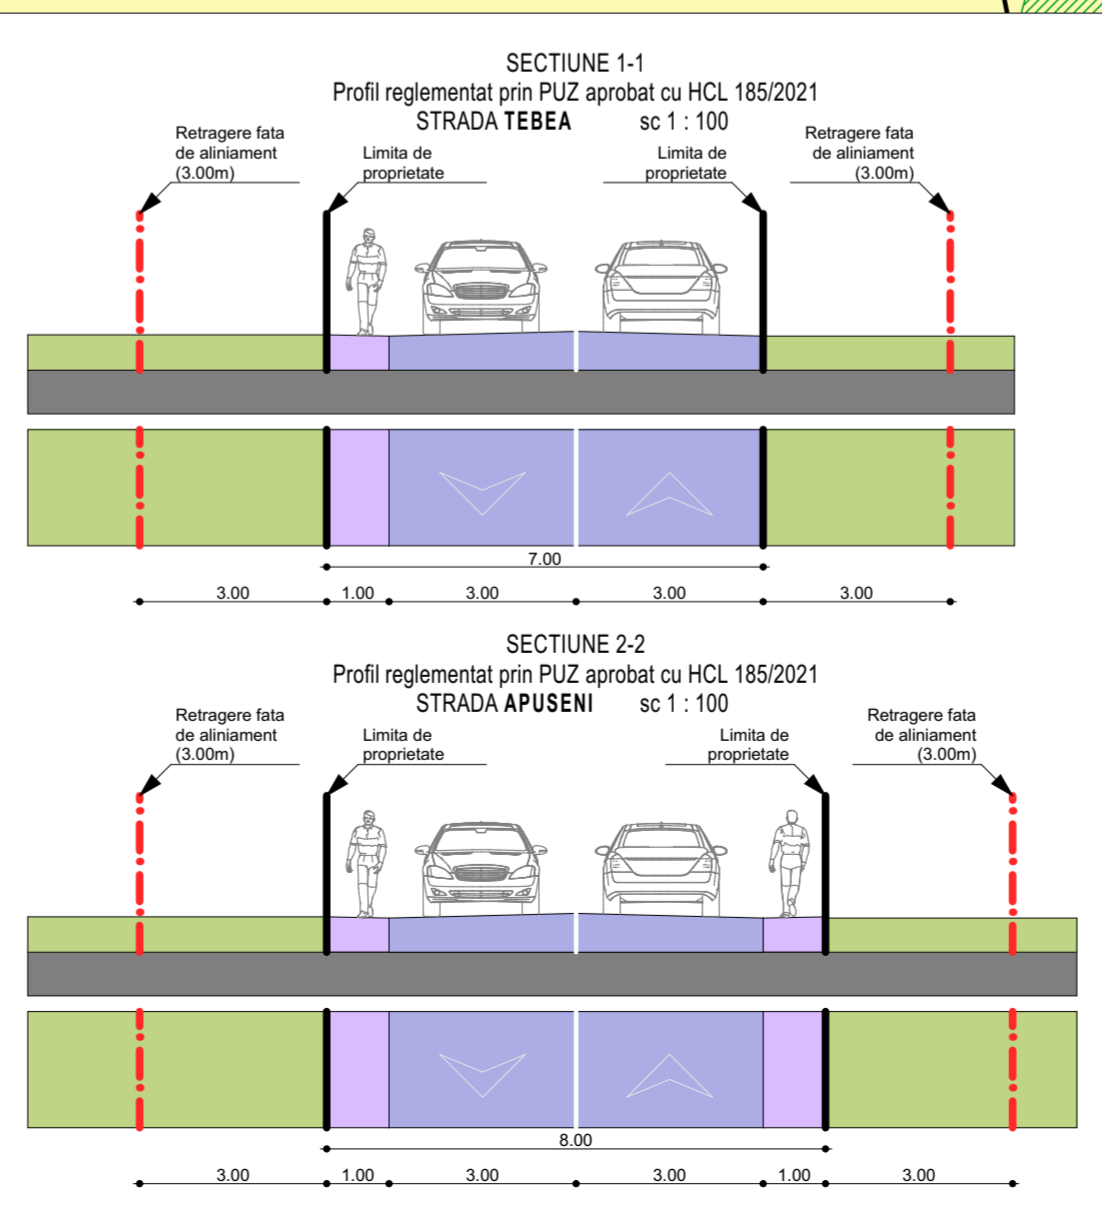 SECTIUNE 1-1
Profil reglementat prin PUZ aprobat cu HCL 185/2021
STRADA TEBEA sc 1 : 100
Retragere fata
de aliniament
(3.00m)
Limita de
proprietate
Limita de
proprietate
Retragere fata
de aliniament
(3.00m)
7.00
3.00 1.00 3.00 3.00 3.00
SECTIUNE 2-2
Profil reglementat prin PUZ aprobat cu HCL 185/2021
STRADA APUSENI sc 1 : 100
Retragere fata
de aliniament
(3.00m)
Limita de
proprietate
Limita de
proprietate
Retragere fata
de aliniament
(3.00m)
8.00
3.00 1.00 3.00 3.00 1.00 3.00